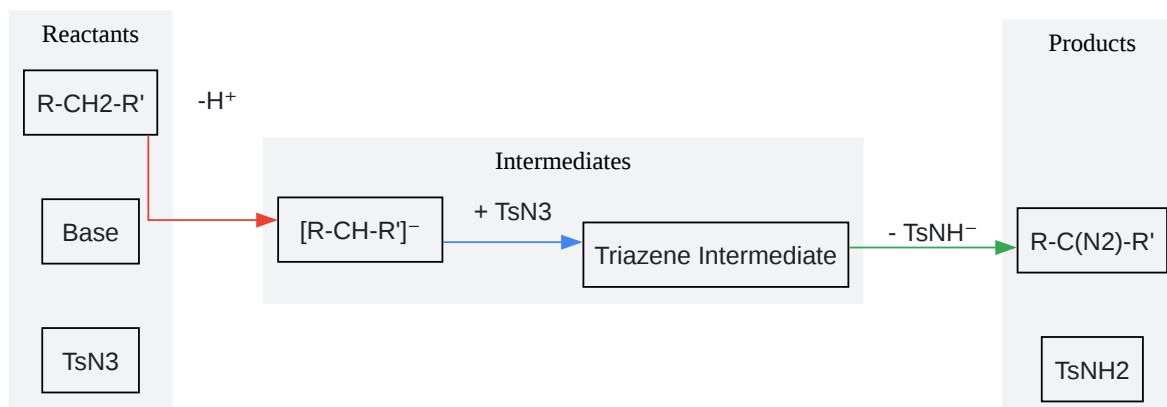 Reactants
R-CH2-R'
-H⁺
Base
TsN3
Intermediates
[R-CH-R']⁻
+ TsN3
Triazene Intermediate
- TsNH⁻
Products
R-C(N2)-R'
TsNH2